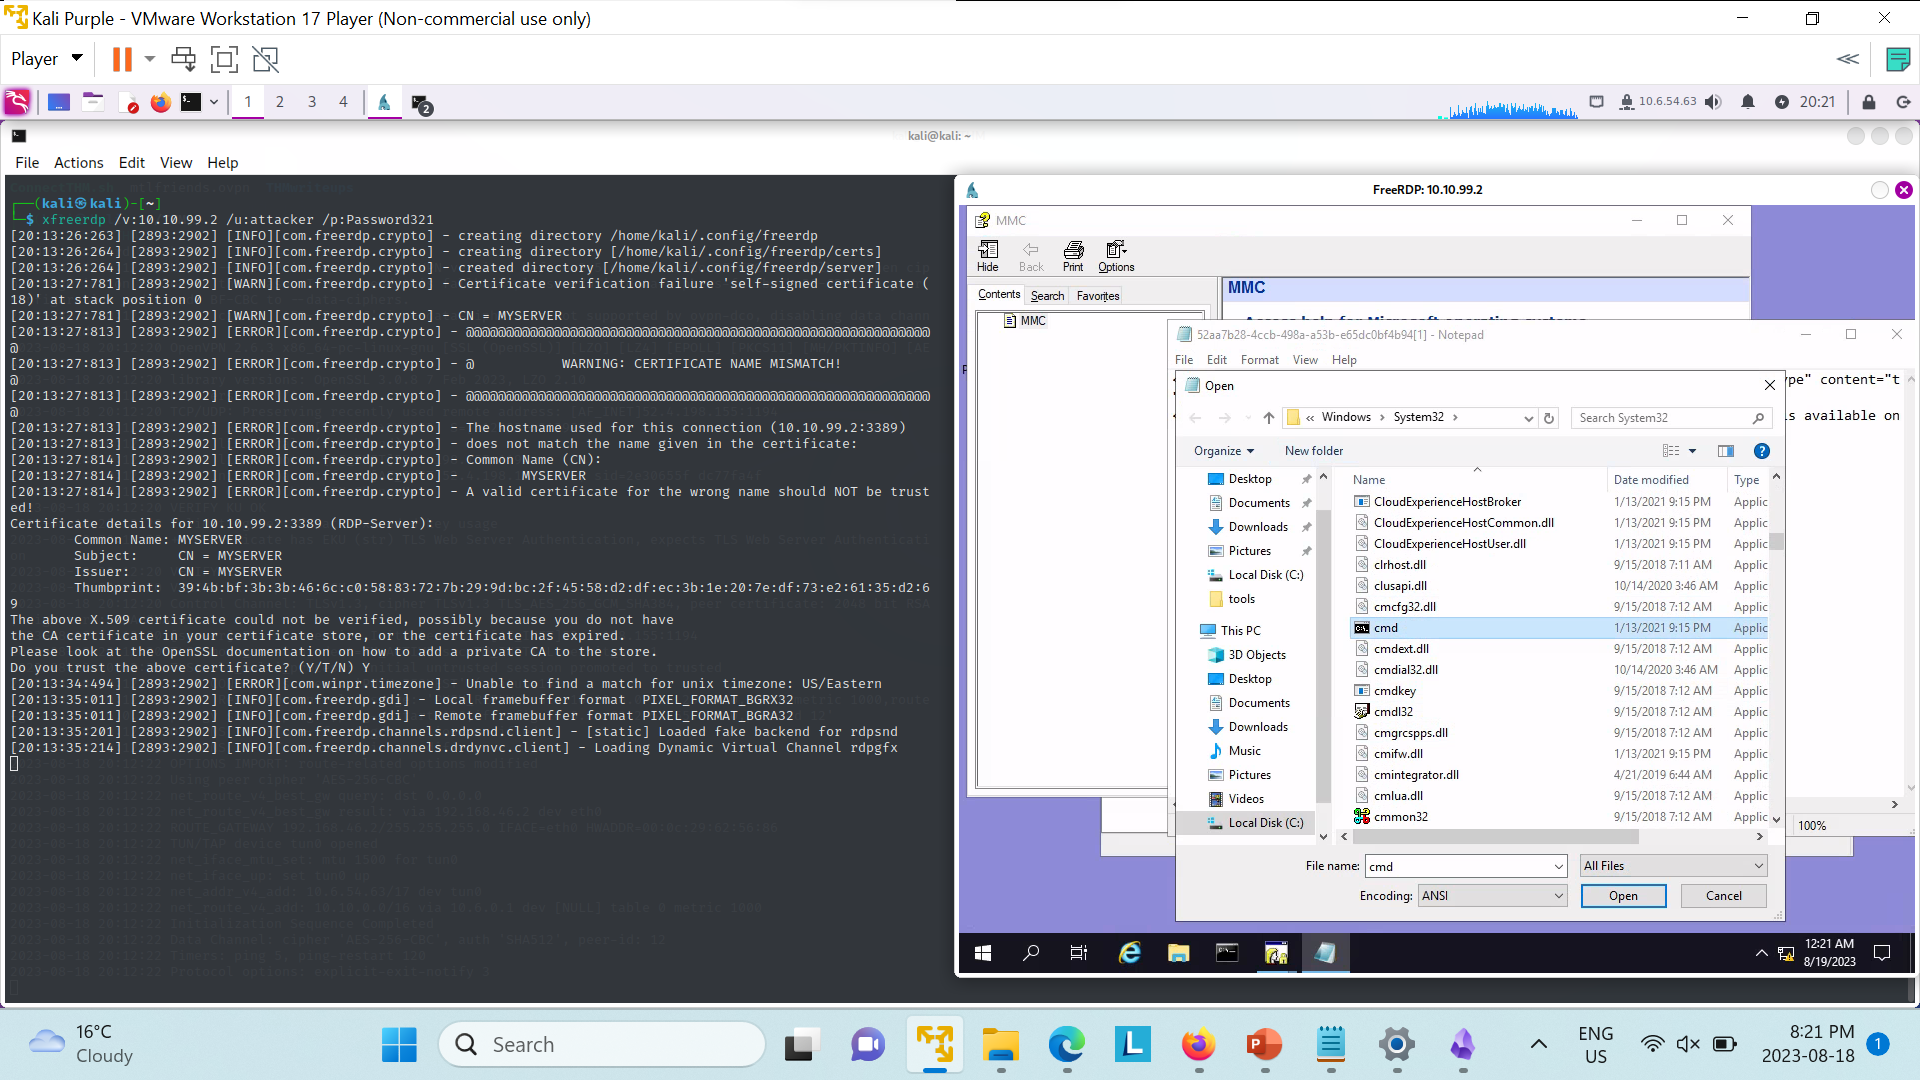 Kali Purple - VMware Workstation 17 Player (Non-commercial use only)
Player
1 2 3 4
2
10.6.54.63
20:21
kali@kali: ~
File Actions Edit View Help
┌──(kali㉿kali)-[~]
└─$ xfreerdp /v:10.10.99.2 /u:attacker /p:Password321
[20:13:26:263] [2893:2902] [INFO][com.freerdp.crypto] - creating directory /home/kali/.config/freerdp
[20:13:26:264] [2893:2902] [INFO][com.freerdp.crypto] - creating directory [/home/kali/.config/freerdp/certs]
[20:13:26:264] [2893:2902] [INFO][com.freerdp.crypto] - created directory [/home/kali/.config/freerdp/server]
[20:13:27:781] [2893:2902] [WARN][com.freerdp.crypto] - Certificate verification failure 'self-signed certificate (
18)' at stack position 0
[20:13:27:781] [2893:2902] [WARN][com.freerdp.crypto] - CN = MYSERVER
[20:13:27:813] [2893:2902] [ERROR][com.freerdp.crypto] - @@@@@@@@@@@@@@@@@@@@@@@@@@@@@@@@@@@@@@@@@@@@@@@@@@@@@@@@@@
@
[20:13:27:813] [2893:2902] [ERROR][com.freerdp.crypto] - @ WARNING: CERTIFICATE NAME MISMATCH!
@
[20:13:27:813] [2893:2902] [ERROR][com.freerdp.crypto] - @@@@@@@@@@@@@@@@@@@@@@@@@@@@@@@@@@@@@@@@@@@@@@@@@@@@@@@@@@
@
[20:13:27:813] [2893:2902] [ERROR][com.freerdp.crypto] - The hostname used for this connection (10.10.99.2:3389)
[20:13:27:813] [2893:2902] [ERROR][com.freerdp.crypto] - does not match the name given in the certificate:
[20:13:27:814] [2893:2902] [ERROR][com.freerdp.crypto] - Common Name (CN):
[20:13:27:814] [2893:2902] [ERROR][com.freerdp.crypto] - MYSERVER
[20:13:27:814] [2893:2902] [ERROR][com.freerdp.crypto] - A valid certificate for the wrong name should NOT be trust
ed!
Certificate details for 10.10.99.2:3389 (RDP-Server):
Common Name: MYSERVER
Subject: CN = MYSERVER
Issuer: CN = MYSERVER
Thumbprint: 39:4b:bf:3b:3b:46:6c:c0:58:83:72:7b:29:9d:bc:2f:45:58:d2:df:ec:3b:1e:20:7e:df:73:e2:61:35:d2:6
9
The above X.509 certificate could not be verified, possibly because you do not have
the CA certificate in your certificate store, or the certificate has expired.
Please look at the OpenSSL documentation on how to add a private CA to the store.
Do you trust the above certificate? (Y/T/N) Y
[20:13:34:494] [2893:2902] [ERROR][com.winpr.timezone] - Unable to find a match for unix timezone: US/Eastern
[20:13:35:011] [2893:2902] [INFO][com.freerdp.gdi] - Local framebuffer format PIXEL_FORMAT_BGRX32
[20:13:35:011] [2893:2902] [INFO][com.freerdp.gdi] - Remote framebuffer format PIXEL_FORMAT_BGRA32
[20:13:35:201] [2893:2902] [INFO][com.freerdp.channels.rdpsnd.client] - [static] Loaded fake backend for rdpsnd
[20:13:35:214] [2893:2902] [INFO][com.freerdp.channels.drdynvc.client] - Loading Dynamic Virtual Channel rdpgfx
FreeRDP: 10.10.99.2
MMC
Hide Back Print Options
Contents Search Favorites
MMC
MMC
52aa7b28-4ccb-498a-a53b-e65dc0bf4b94[1] - Notepad
File Edit Format View Help
ype" content="t
s available on
100%
Open
« Windows › System32 ›
Search System32
Organize New folder
Desktop
Documents
Downloads
Pictures
Local Disk (C:)
tools
This PC
3D Objects
Desktop
Documents
Downloads
Music
Pictures
Videos
Local Disk (C:)
Name Date modified Type
CloudExperienceHostBroker 1/13/2021 9:15 PM Applic
CloudExperienceHostCommon.dll 1/13/2021 9:15 PM Applic
CloudExperienceHostUser.dll 1/13/2021 9:15 PM Applic
clrhost.dll 9/15/2018 7:11 AM Applic
clusapi.dll 10/14/2020 3:46 AM Applic
cmcfg32.dll 9/15/2018 7:12 AM Applic
cmd 1/13/2021 9:15 PM Applic
cmdext.dll 9/15/2018 7:12 AM Applic
cmdial32.dll 10/14/2020 3:46 AM Applic
cmdkey 9/15/2018 7:12 AM Applic
cmdl32 9/15/2018 7:12 AM Applic
cmgrcspps.dll 9/15/2018 7:12 AM Applic
cmifw.dll 1/13/2021 9:15 PM Applic
cmintegrator.dll 4/21/2019 6:44 AM Applic
cmlua.dll 9/15/2018 7:12 AM Applic
cmmon32 9/15/2018 7:12 AM Applic
File name: cmd All Files
Encoding: ANSI Open Cancel
12:21 AM
8/19/2023
16°C
Cloudy
Search
ENG
US
8:21 PM
2023-08-18
1